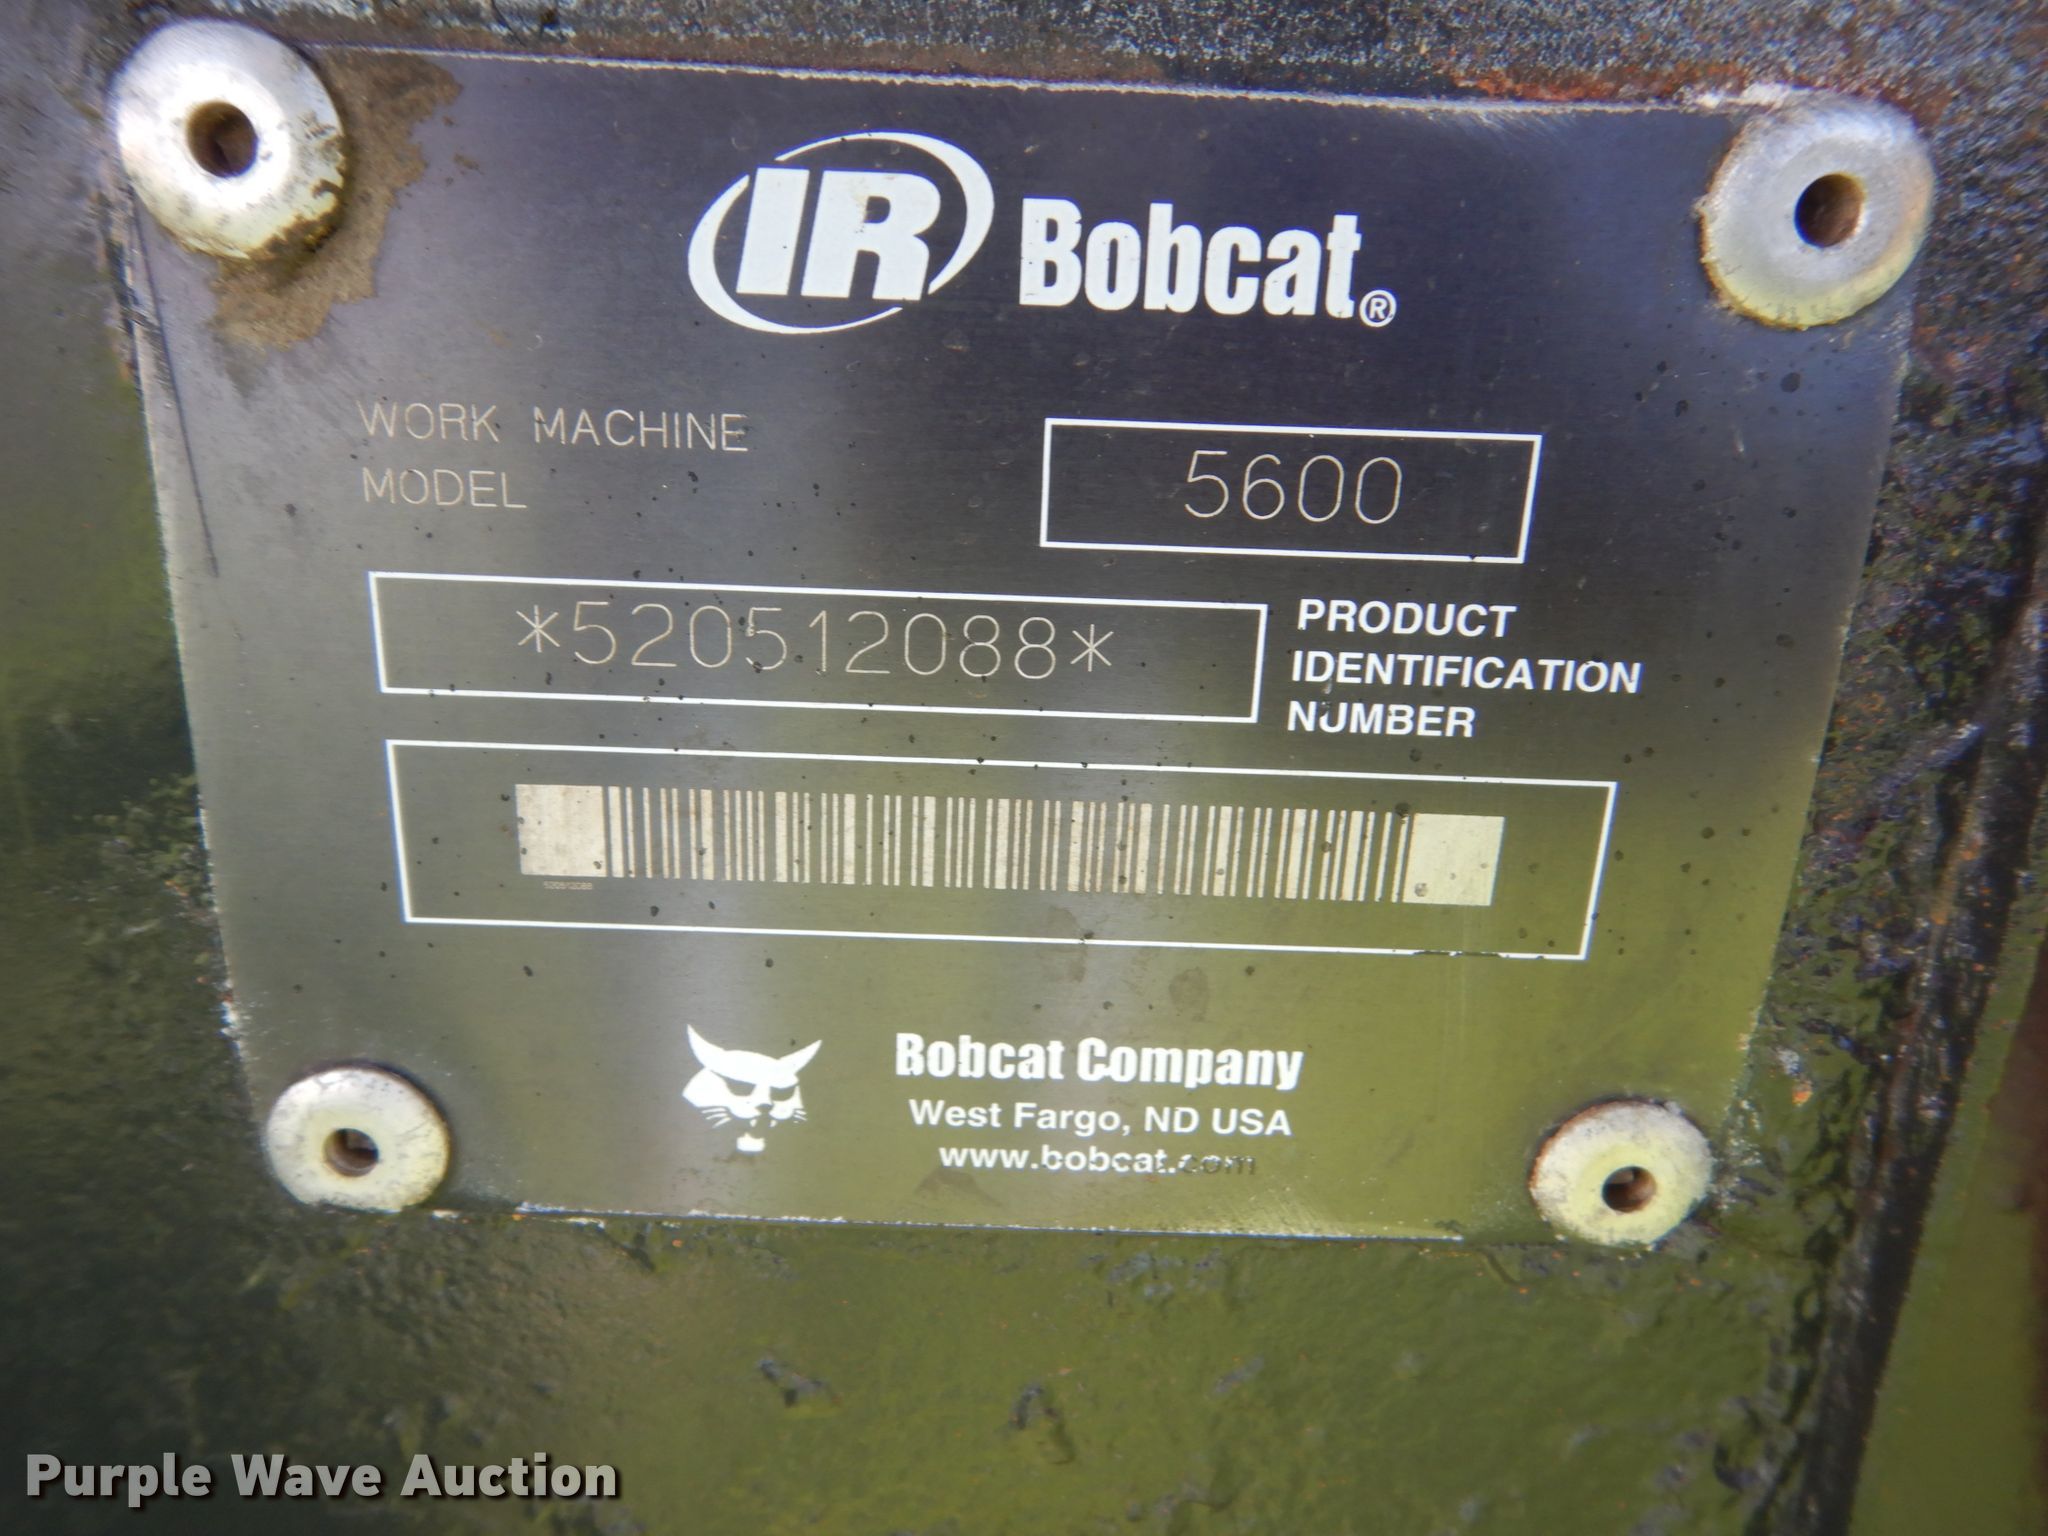 IR Bobcat®
WORK MACHINE
MODEL
5600
*520512088*
PRODUCT
IDENTIFICATION
NUMBER
520512088
Bobcat Company
West Fargo, ND USA
www.bobcat.com
Purple Wave Auction